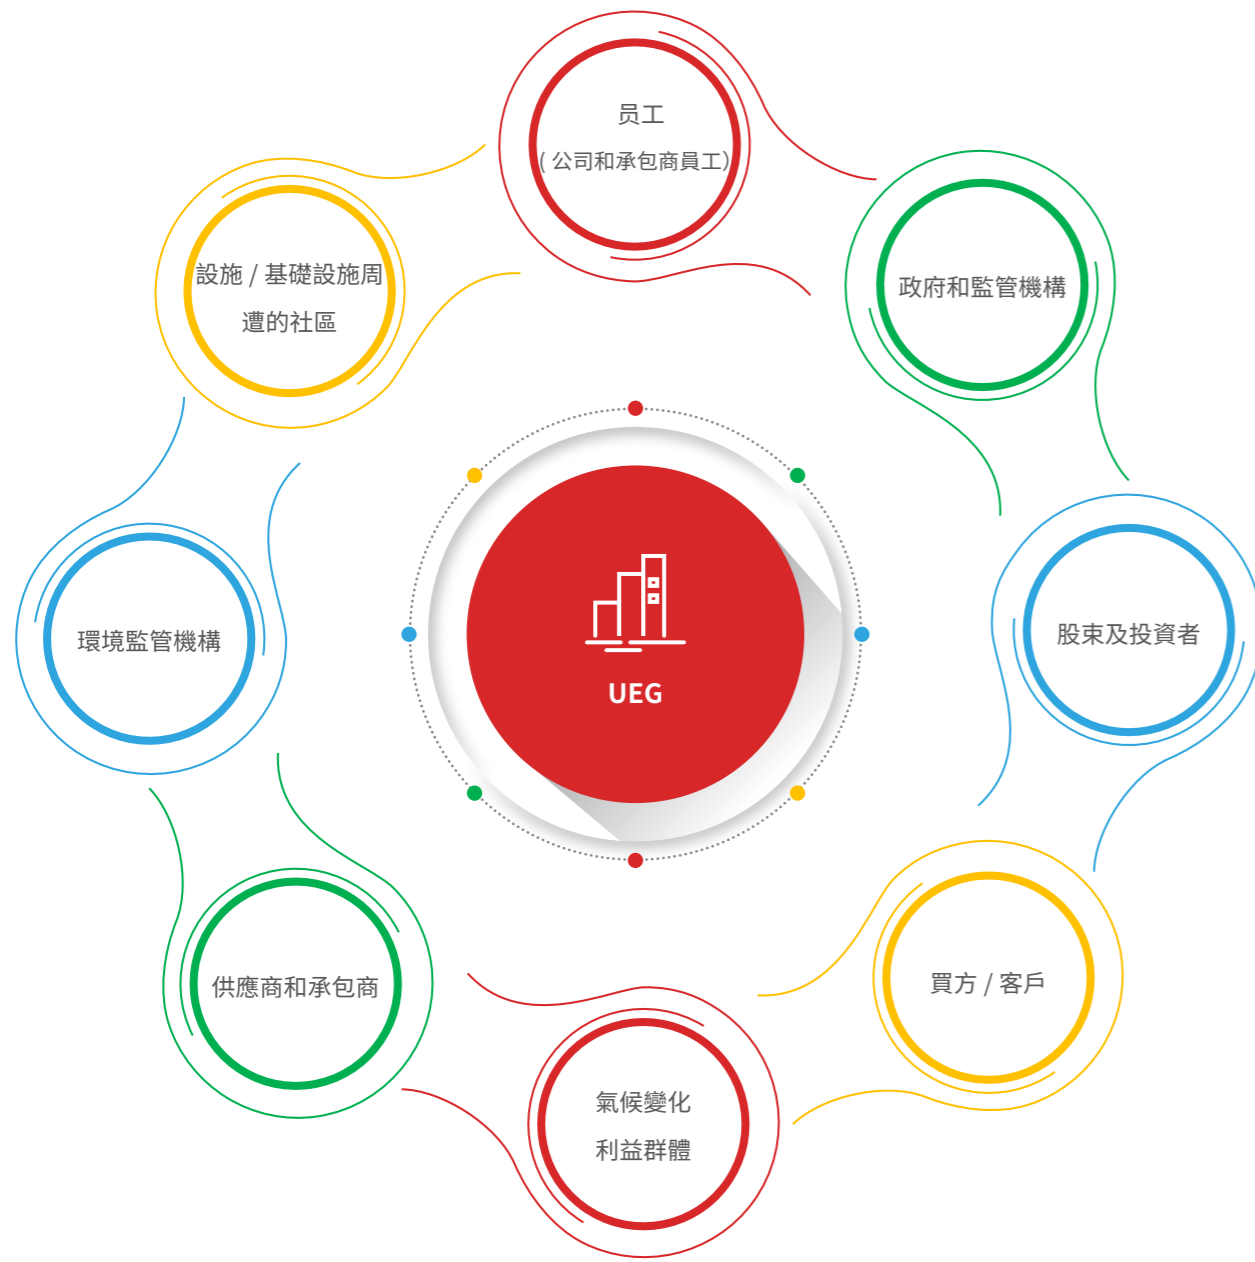 员工
( 公司和承包商員工)
設施 / 基礎設施周
遭的社區
政府和監管機構
環境監管機構
股東及投資者
UEG
供應商和承包商
買方 / 客戶
氣候變化
利益群體